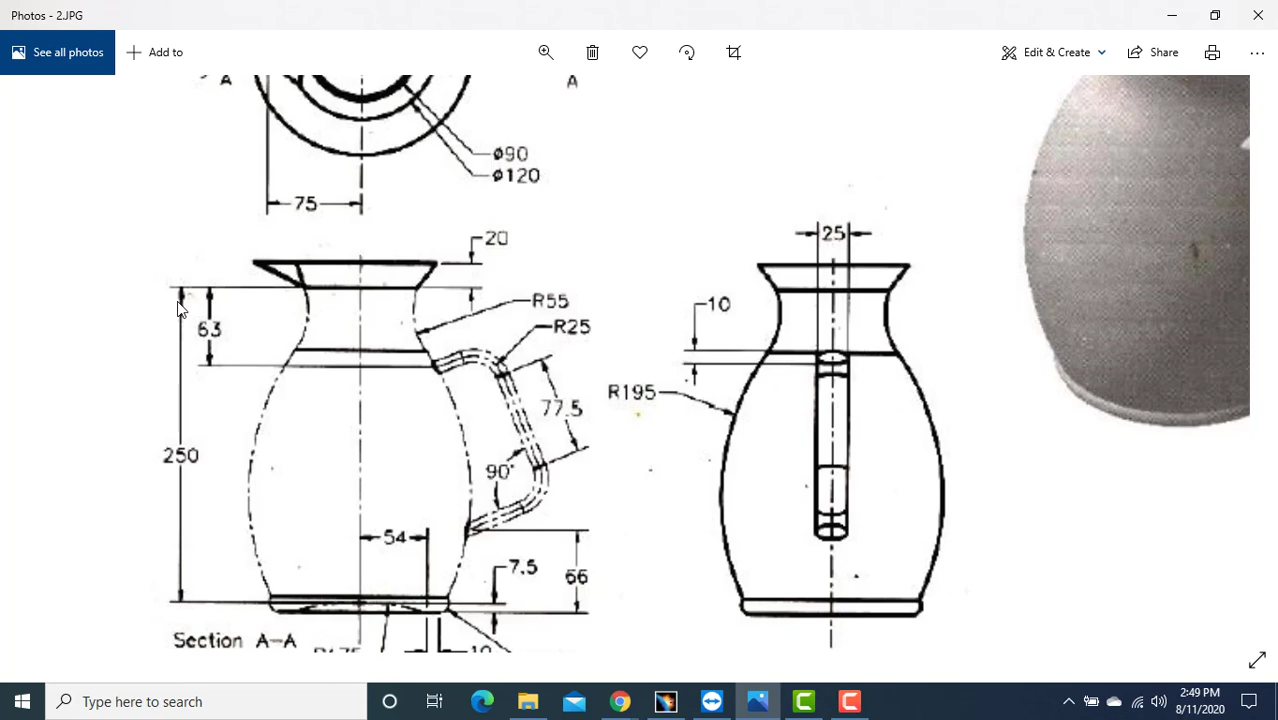 Photos - 2.JPG
See all photos
Add to
Edit & Create
Share
A
A
ø90
ø120
75
20
25
R55
10
63
R25
77.5
R195
250
90°
54
7.5
66
Section A-A
10
Type here to search
2:49 PM
8/11/2020